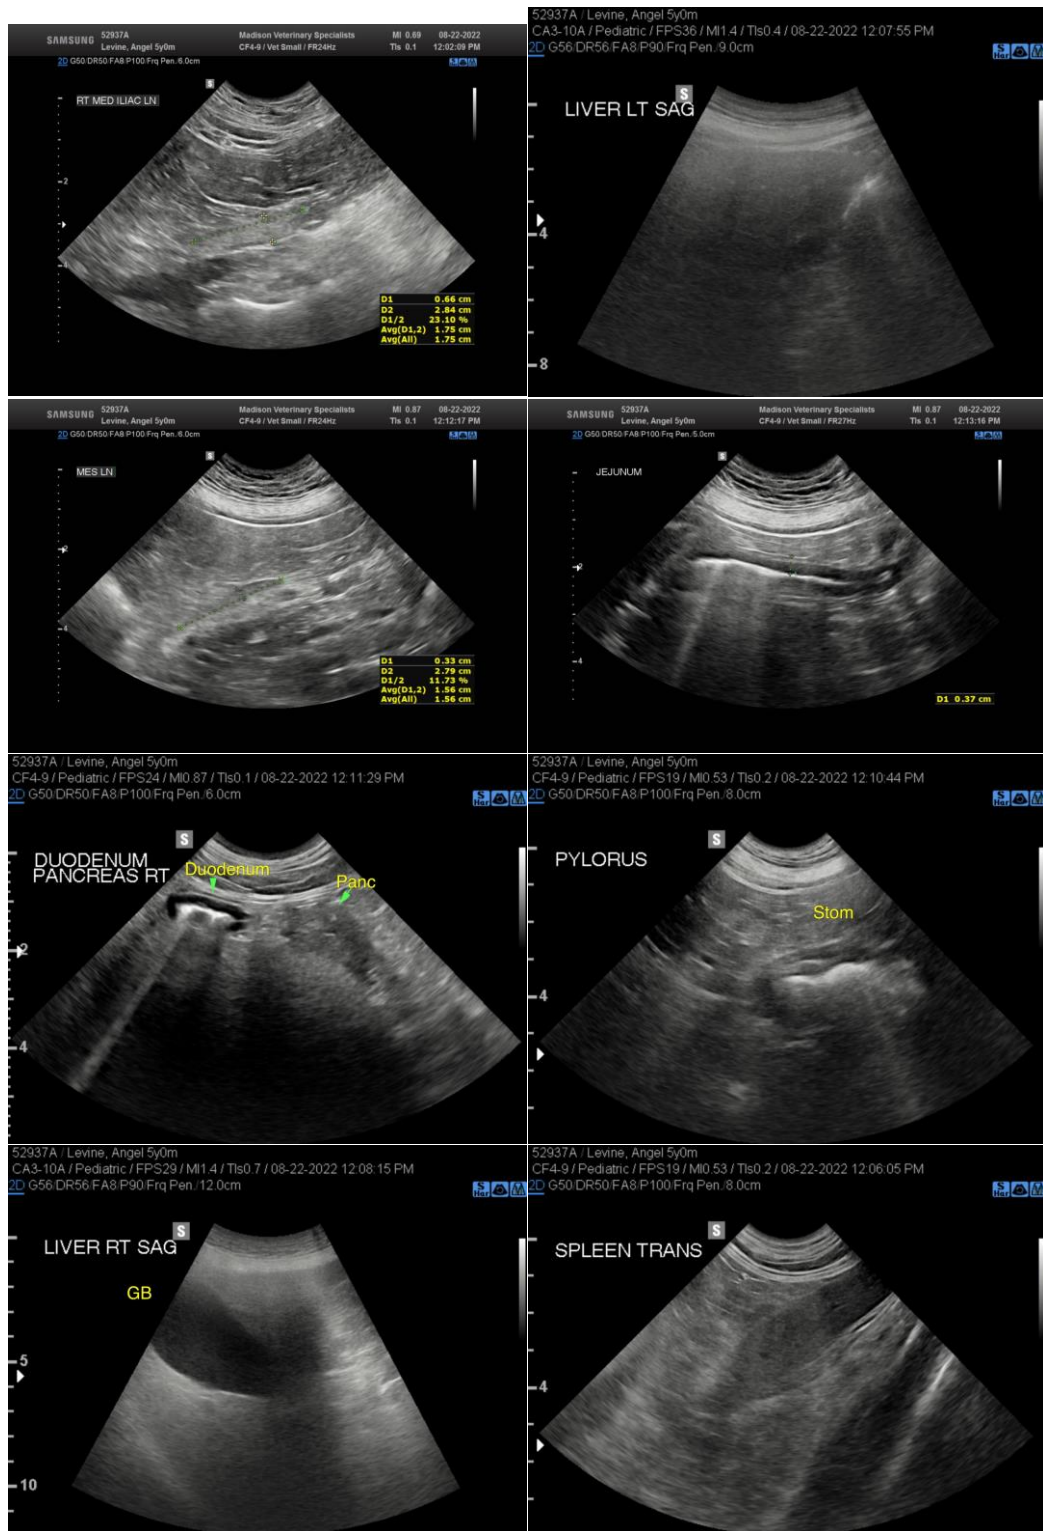 SAMSUNG
52937A
Levine, Angel 5y0m
Madison Veterinary Specialists
CF4-9 / Vet Small / FR24Hz
MI 0.69
TIs 0.1
08-22-2022
12:02:09 PM
2D G50/DR50/FA8/P100/Frq Pen./6.0cm
S
RT MED ILIAC LN
2
4
D1 0.66 cm
D2 2.84 cm
D1/2 23.10 %
Avg(D1,2) 1.75 cm
Avg(All) 1.75 cm
52937A / Levine, Angel 5y0m
CA3-10A / Pediatric / FPS36 / MI1.4 / TIs0.4 / 08-22-2022 12:07:55 PM
2D G56/DR56/FA8/P90/Frq Pen./9.0cm
S
LIVER LT SAG
4
8
SAMSUNG
52937A
Levine, Angel 5y0m
Madison Veterinary Specialists
CF4-9 / Vet Small / FR24Hz
MI 0.87
TIs 0.1
08-22-2022
12:12:17 PM
2D G50/DR50/FA8/P100/Frq Pen./6.0cm
S
MES LN
2
4
D1 0.33 cm
D2 2.79 cm
D1/2 11.73 %
Avg(D1,2) 1.56 cm
Avg(All) 1.56 cm
SAMSUNG
52937A
Levine, Angel 5y0m
Madison Veterinary Specialists
CF4-9 / Vet Small / FR27Hz
MI 0.87
TIs 0.1
08-22-2022
12:13:16 PM
2D G50/DR50/FA8/P100/Frq Pen./5.0cm
S
JEJUNUM
2
4
D1 0.37 cm
52937A / Levine, Angel 5y0m
CF4-9 / Pediatric / FPS24 / MI0.87 / TIs0.1 / 08-22-2022 12:11:29 PM
2D G50/DR50/FA8/P100/Frq Pen./6.0cm
S
DUODENUM
PANCREAS RT
Duodenum
Panc
2
4
52937A / Levine, Angel 5y0m
CF4-9 / Pediatric / FPS19 / MI0.53 / TIs0.2 / 08-22-2022 12:10:44 PM
2D G50/DR50/FA8/P100/Frq Pen./8.0cm
S
PYLORUS
Stom
4
52937A / Levine, Angel 5y0m
CA3-10A / Pediatric / FPS29 / MI1.4 / TIs0.7 / 08-22-2022 12:08:15 PM
2D G56/DR56/FA8/P90/Frq Pen./12.0cm
S
LIVER RT SAG
GB
5
10
52937A / Levine, Angel 5y0m
CF4-9 / Pediatric / FPS19 / MI0.53 / TIs0.2 / 08-22-2022 12:06:05 PM
2D G50/DR50/FA8/P100/Frq Pen./8.0cm
S
SPLEEN TRANS
4